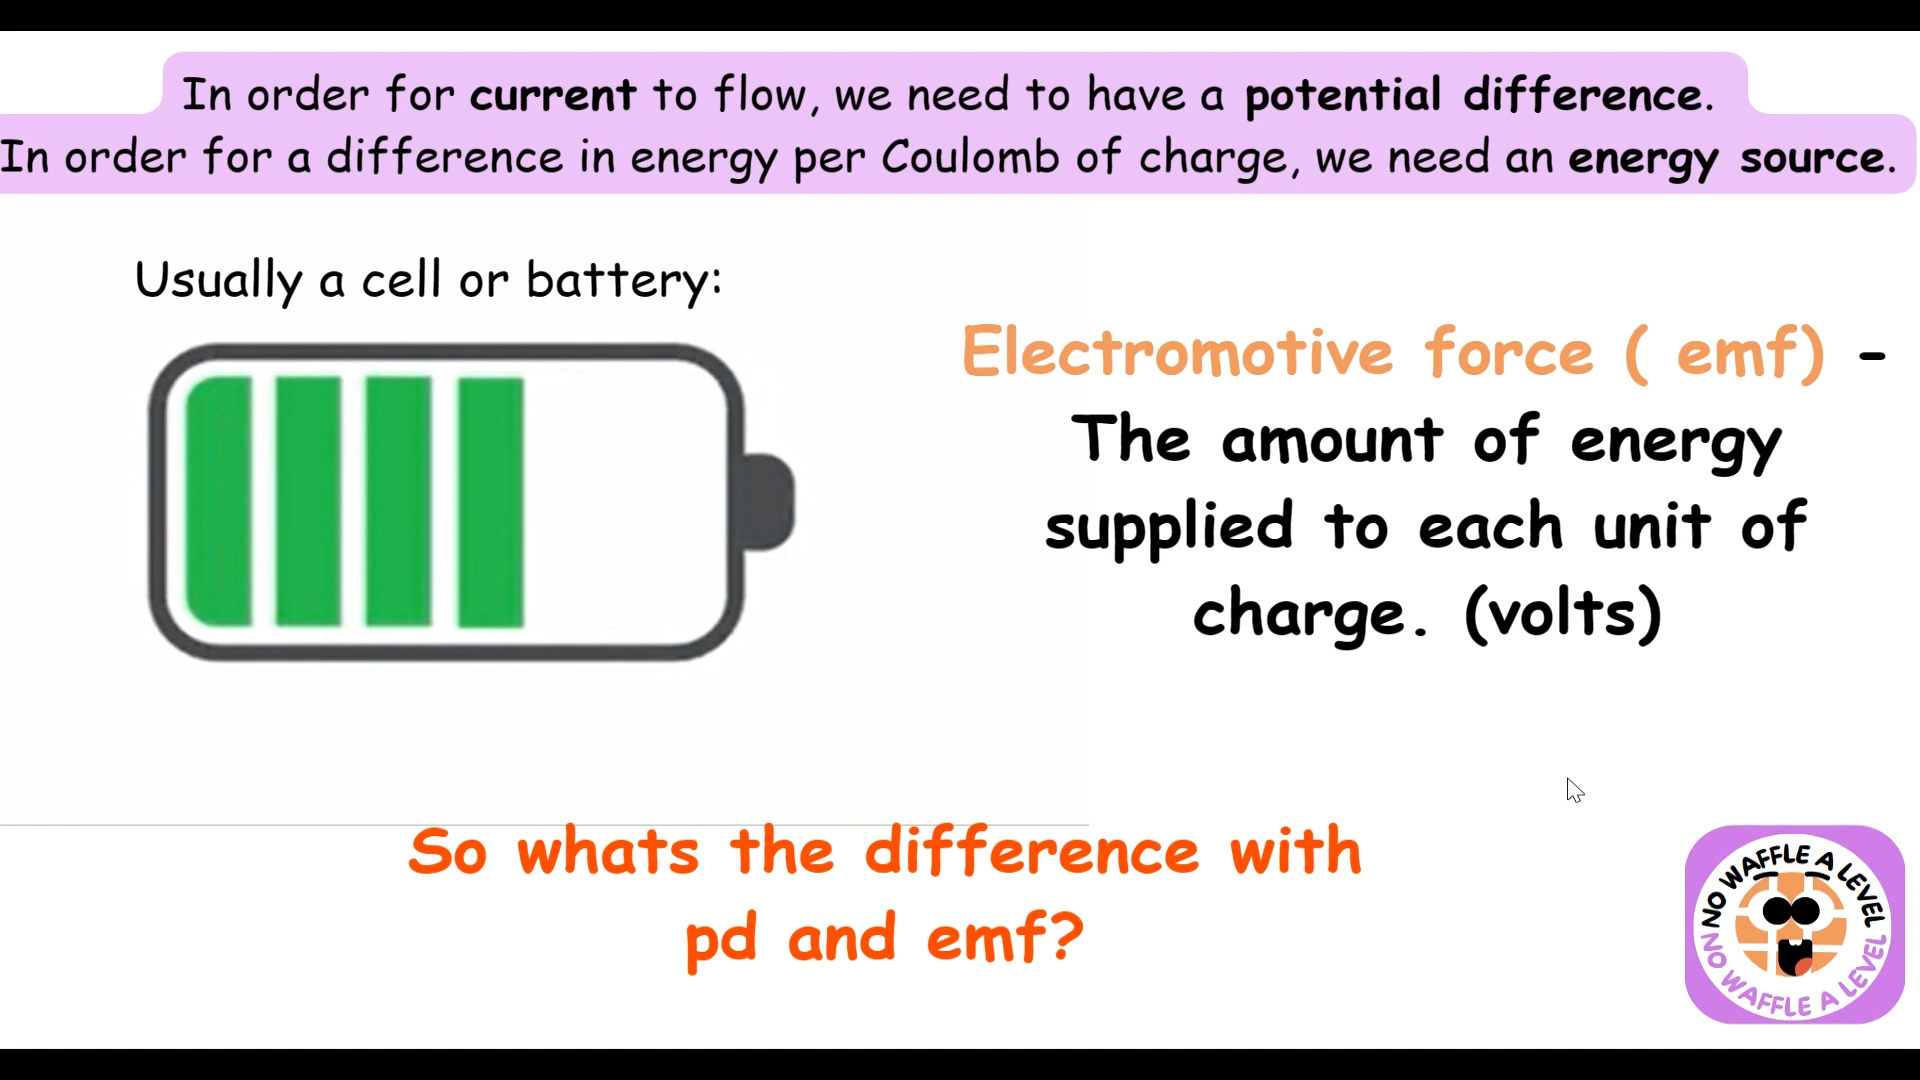 In order for current to flow, we need to have a potential difference.
In order for a difference in energy per Coulomb of charge, we need an energy source.
Usually a cell or battery:
Electromotive force ( emf) -
The amount of energy
supplied to each unit of
charge. (volts)
So whats the difference with
pd and emf?
NO WAFFLE A LEVEL
NO WAFFLE A LEVEL